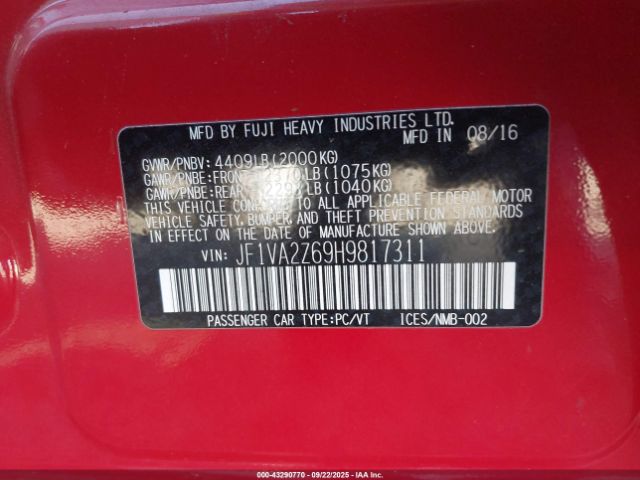 MFD BY FUJI HEAVY INDUSTRIES LTD.
MFD IN 08/16
GVWR/PNBV: 4409LB(2000KG)
GAWR/PNBE: FRONT 2370LB(1075KG)
GAWR/PNBE: REAR 2293LB(1040KG)
THIS VEHICLE CONFORMS TO ALL APPLICABLE FEDERAL MOTOR
VEHICLE SAFETY, BUMPER, AND THEFT PREVENTION STANDARDS
IN EFFECT ON THE DATE OF MANUFACTURE SHOWN ABOVE.
VIN: JF1VA2Z69H9817311
PASSENGER CAR TYPE:PC/VT ICES/NMB-002
*** STOCK-43290770 *** 09/22/2025 - IAA Inc. ***